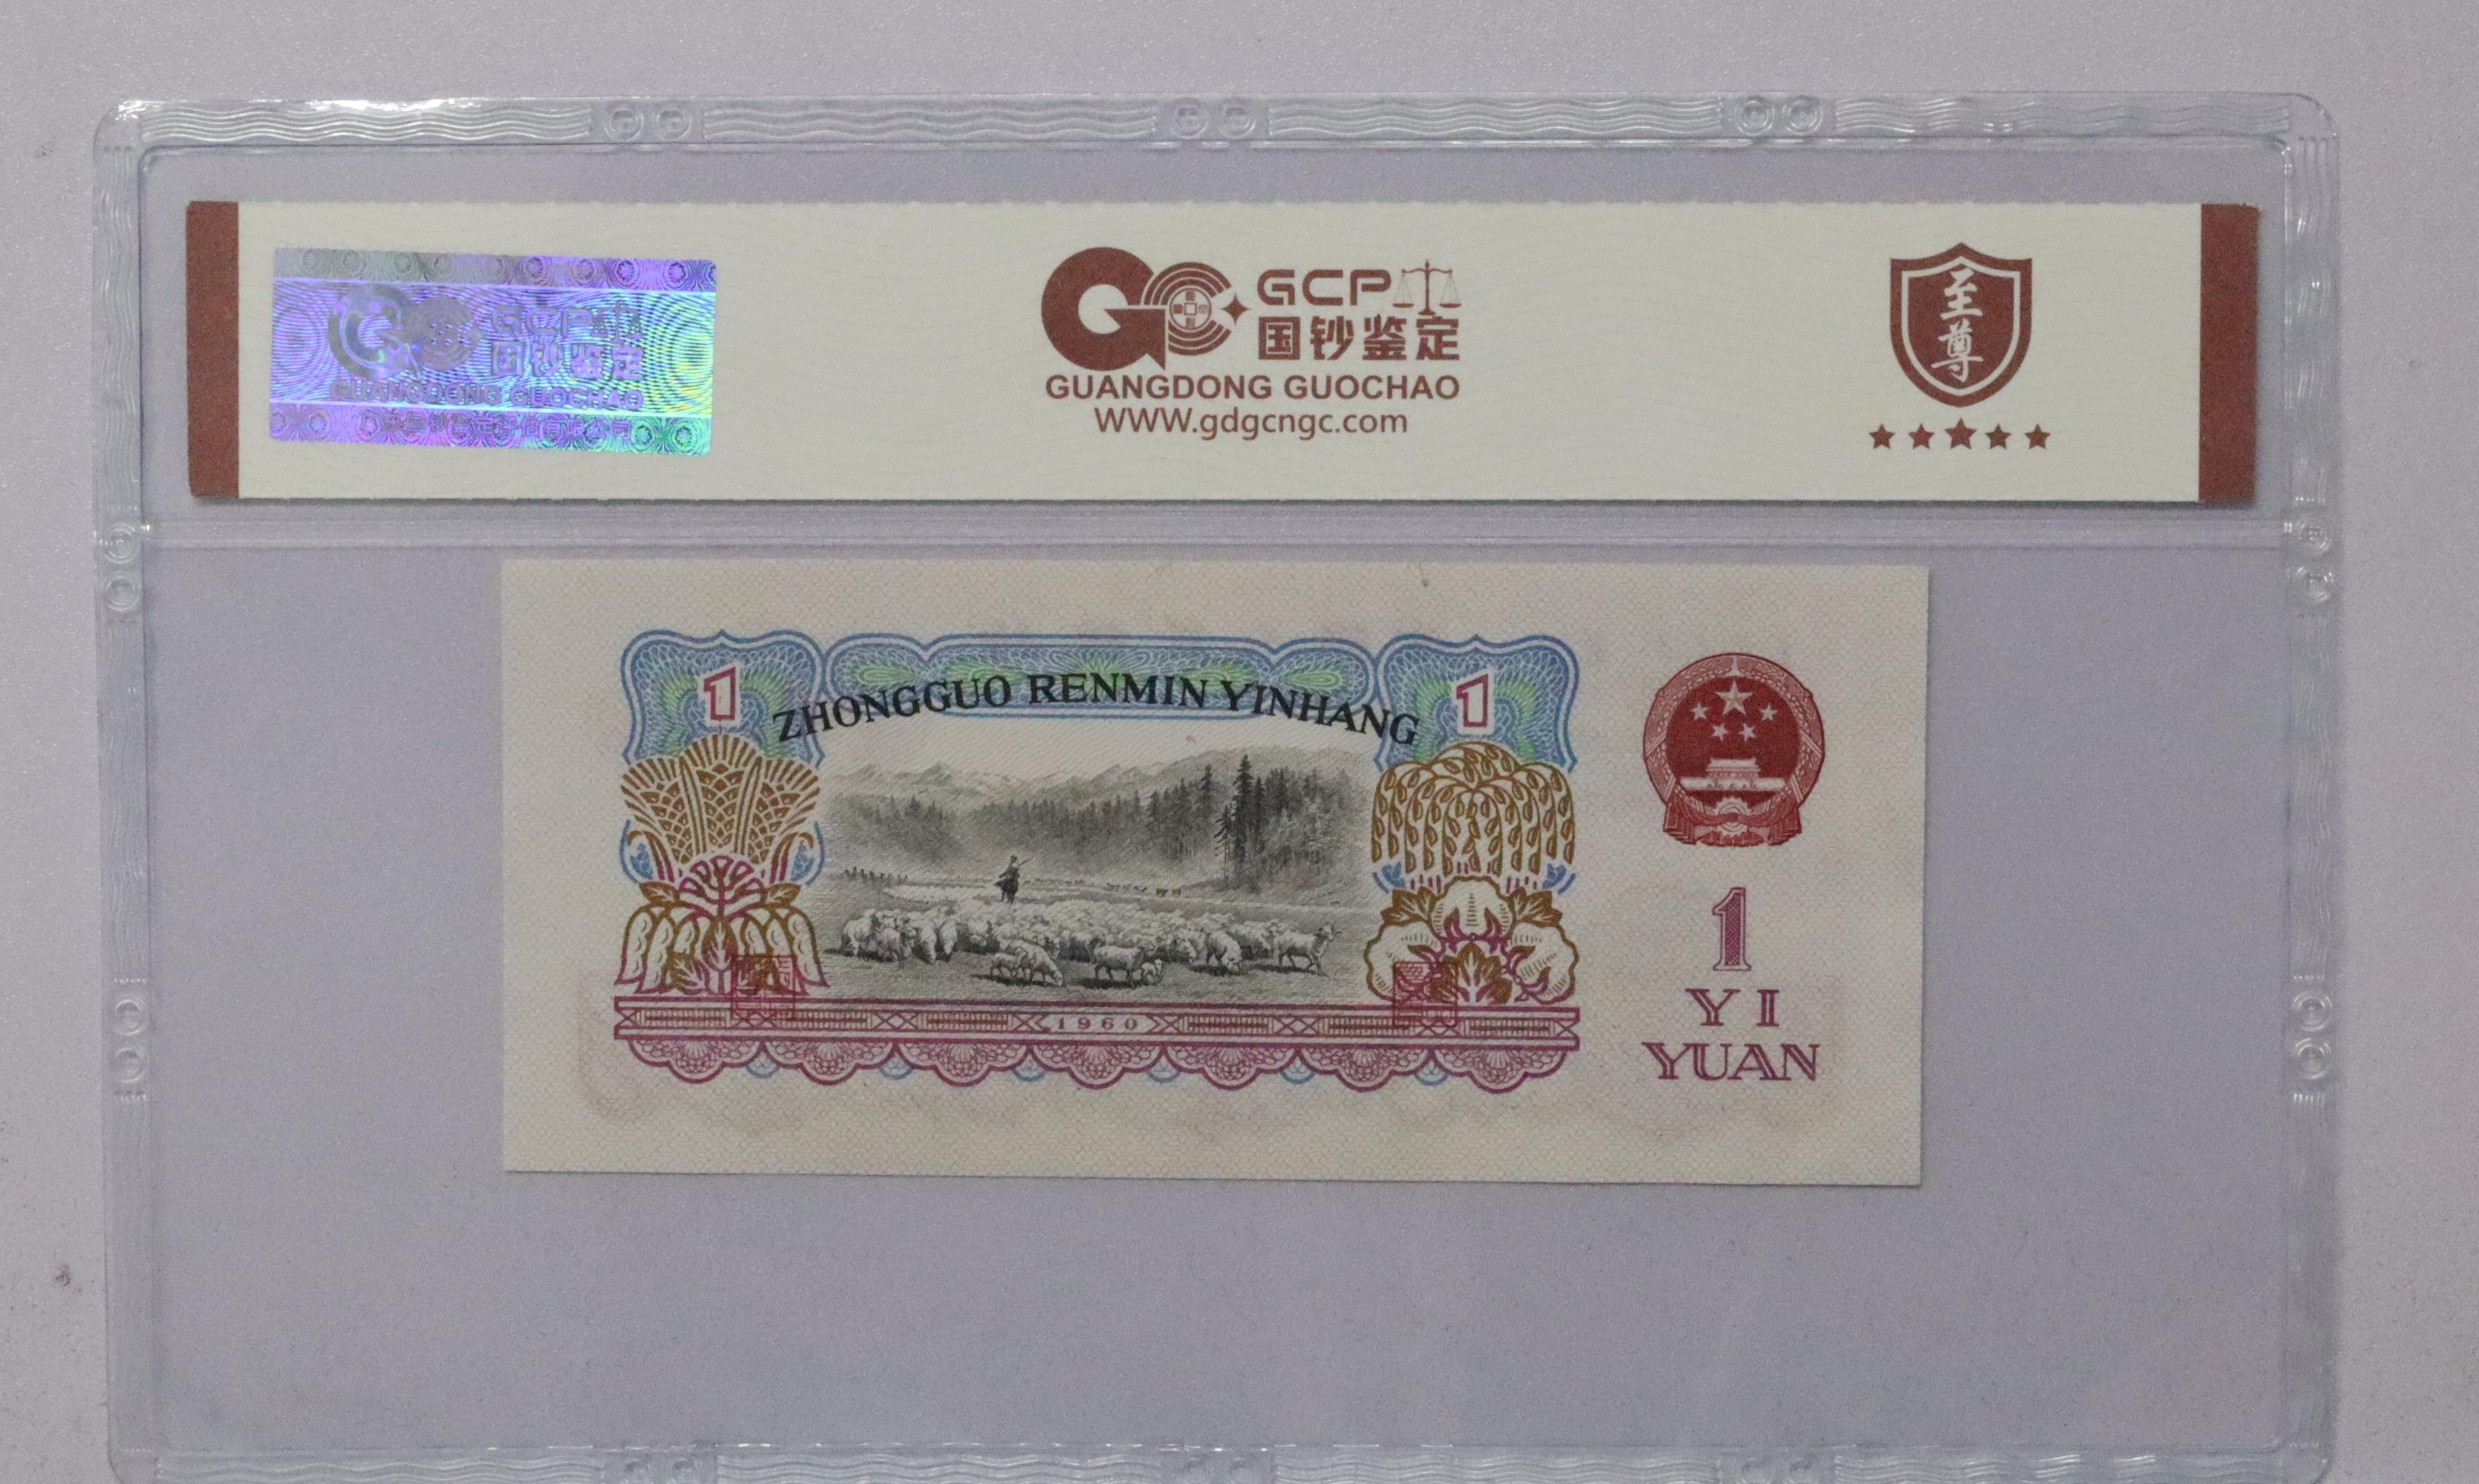 GCP
国钞鉴定
GUANGDONG GUOCHAO
GCP
国钞鉴定
GUANGDONG GUOCHAO
WWW.gdgcngc.com
至尊
1
ZHONGGUO RENMIN YINHANG
1
1960
1
YI
YUAN